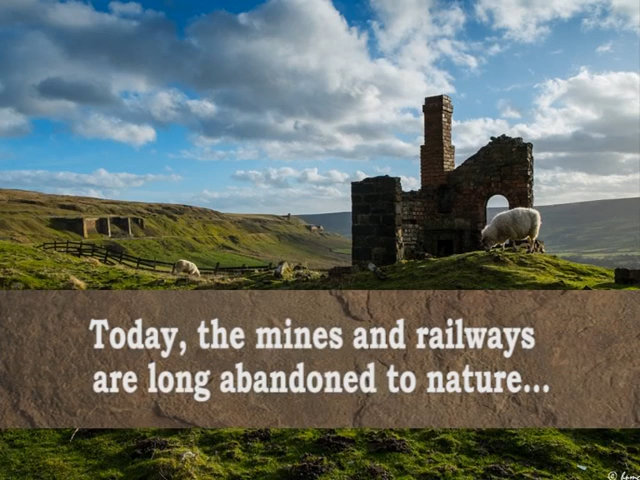 Today, the mines and railways
are long abandoned to nature...